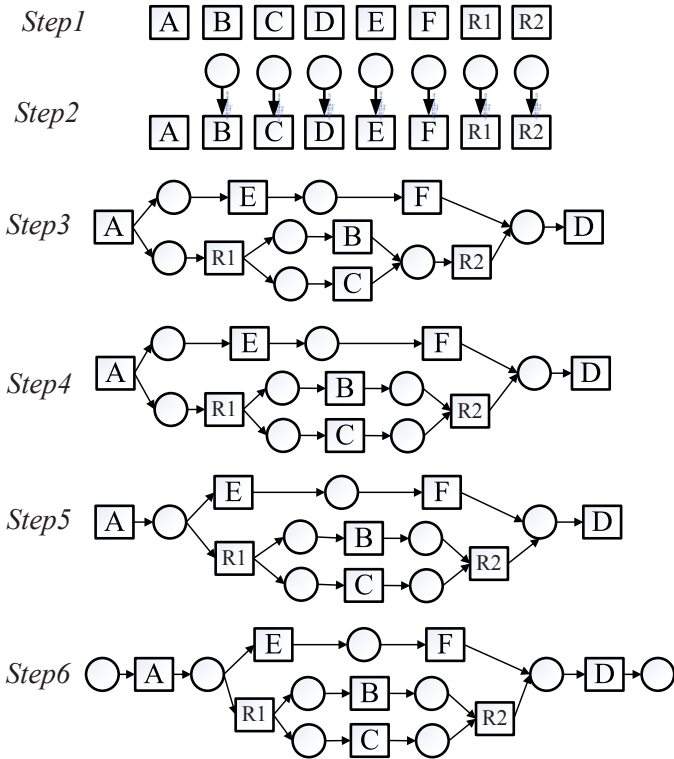 Step1 A B C D E F R1 R2
Step2 A B C D E F R1 R2
E F
Step3 A B D
R1 R2
C
E F
Step4 A D
B
R1 R2
C
E F
Step5 A D
B
R1 R2
C
E F
Step6 A D
B
R1 R2
C